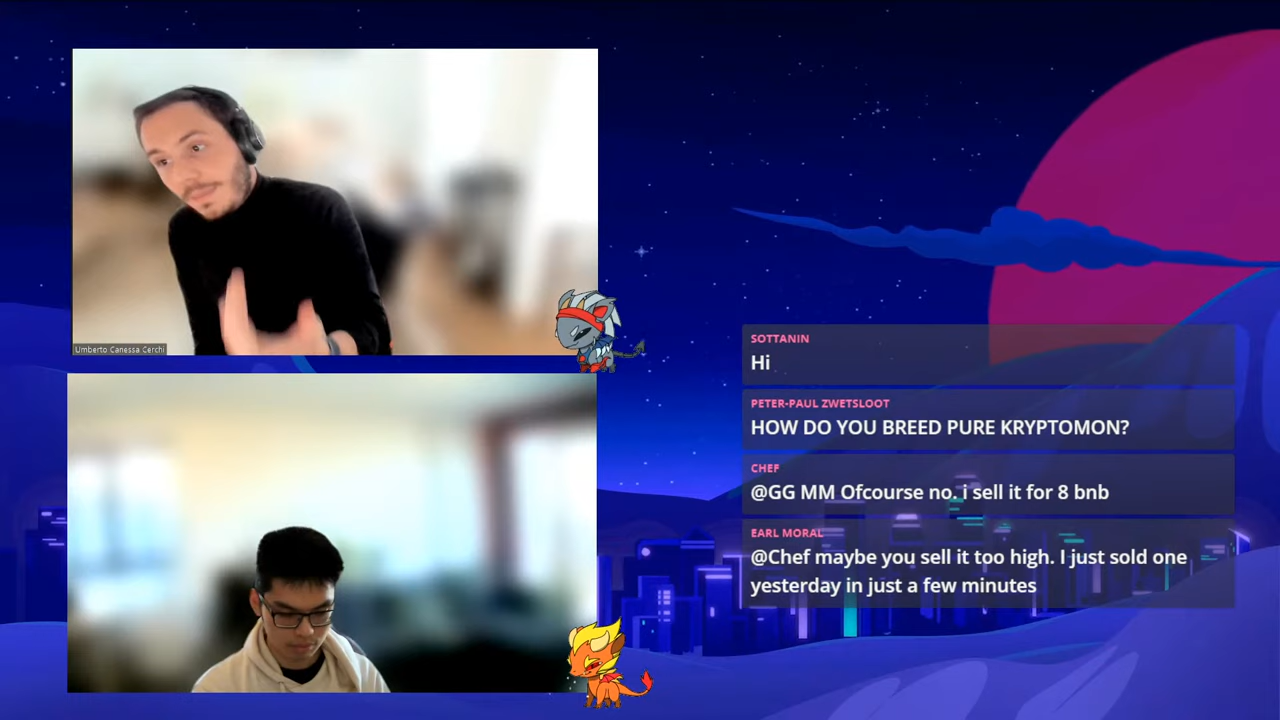 Umberto Canessa Cerchi
SOTTANIN
Hi
PETER-PAUL ZWETSLOOT
HOW DO YOU BREED PURE KRYPTOMON?
CHEF
@GG MM Ofcourse no. i sell it for 8 bnb
EARL MORAL
@Chef maybe you sell it too high. I just sold one
yesterday in just a few minutes